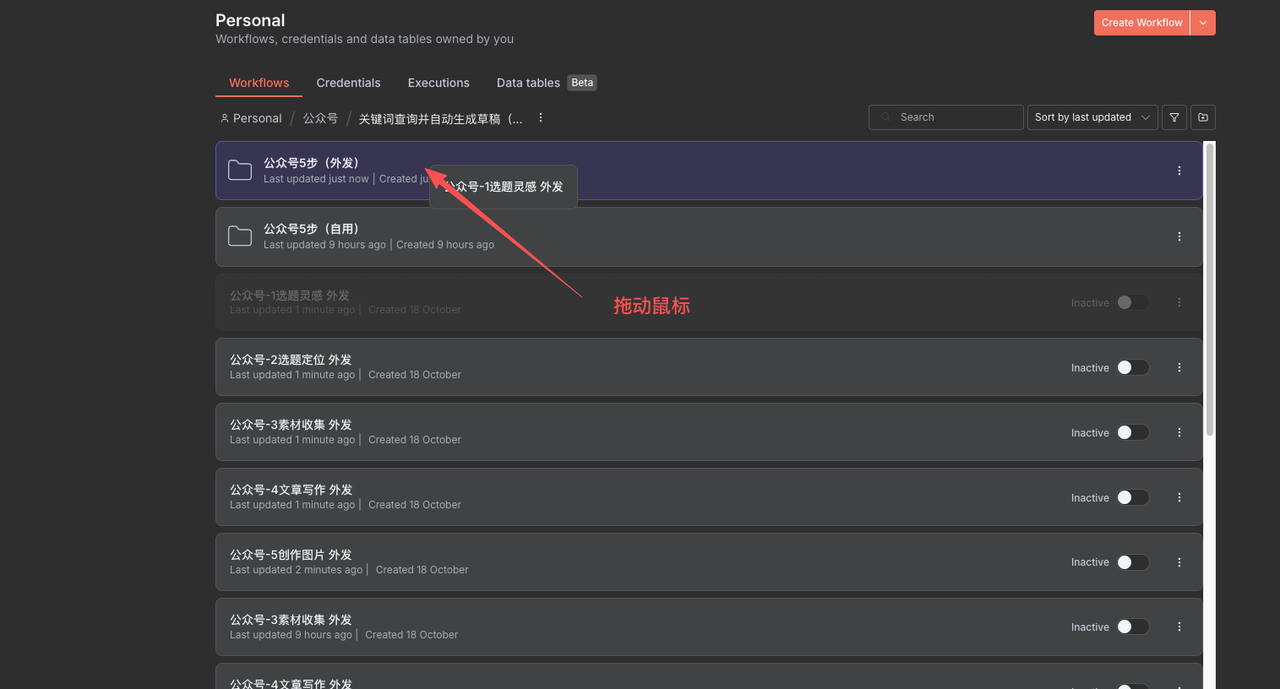 Personal
Create Workflow
Workflows, credentials and data tables owned by you
Workflows
Credentials
Executions
Data tables
Beta
Personal / 公众号 / 关键词查询并自动生成草稿（...
Search
Sort by last updated
公众号5步（外发）
Last updated just now | Created ju
公众号-1选题灵感 外发
公众号5步（自用）
Last updated 9 hours ago | Created 9 hours ago
公众号-1选题灵感 外发
Last updated 1 minute ago | Created 18 October
Inactive
拖动鼠标
公众号-2选题定位 外发
Last updated 1 minute ago | Created 18 October
Inactive
公众号-3素材收集 外发
Last updated 1 minute ago | Created 18 October
Inactive
公众号-4文章写作 外发
Last updated 1 minute ago | Created 18 October
Inactive
公众号-5创作图片 外发
Last updated 2 minutes ago | Created 18 October
Inactive
公众号-3素材收集 外发
Last updated 9 hours ago | Created 18 October
Inactive
公众号-4文章写作 外发